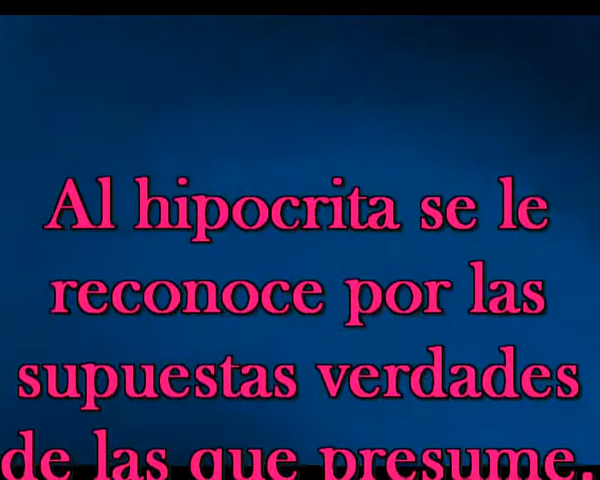 Al hipocrita se le
reconoce por las
supuestas verdades
de las que presume.